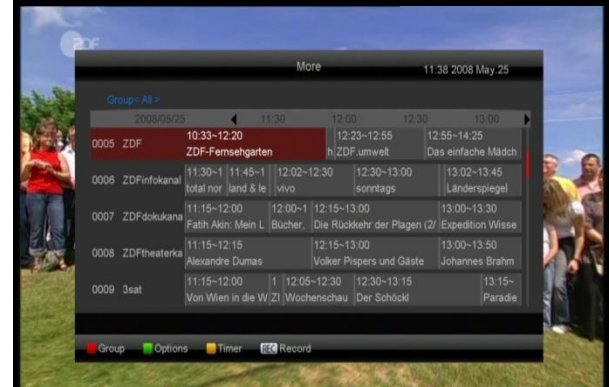 ZDF
More
11:38 2008 May.25
Group< All >
2008/05/25 11:30 12:00 12:30 13:00
10:33~12:20 12:23~12:55 12:55~14:25
0005 ZDF ZDF-Fernsehgarten h ZDF.umwelt Das einfache Mädch
11:30~1 11:45~1 12:02~12:30 12:30~13:00 13:02~13:45
0006 ZDFinfokanal total nor land & le vivo sonntags Länderspiegel
11:15~12:00 12:00~1 12:15~13:00 13:00~13:30
0007 ZDFdokukana Fatih Akin: Mein L Bücher, Die Rückkehr der Plagen (2/ Expedition Wisse
11:15~12:15 12:15~13:00 13:00~13:50
0008 ZDFtheaterka Alexandre Dumas Volker Pispers und Gäste Johannes Brahm
11:15~12:00 1 12:05~12:30 12:30~13:15 13:15~
0009 3sat Von Wien in die W ZI Wochenschau Der Schöckl Paradie
Group Options Timer REC Record